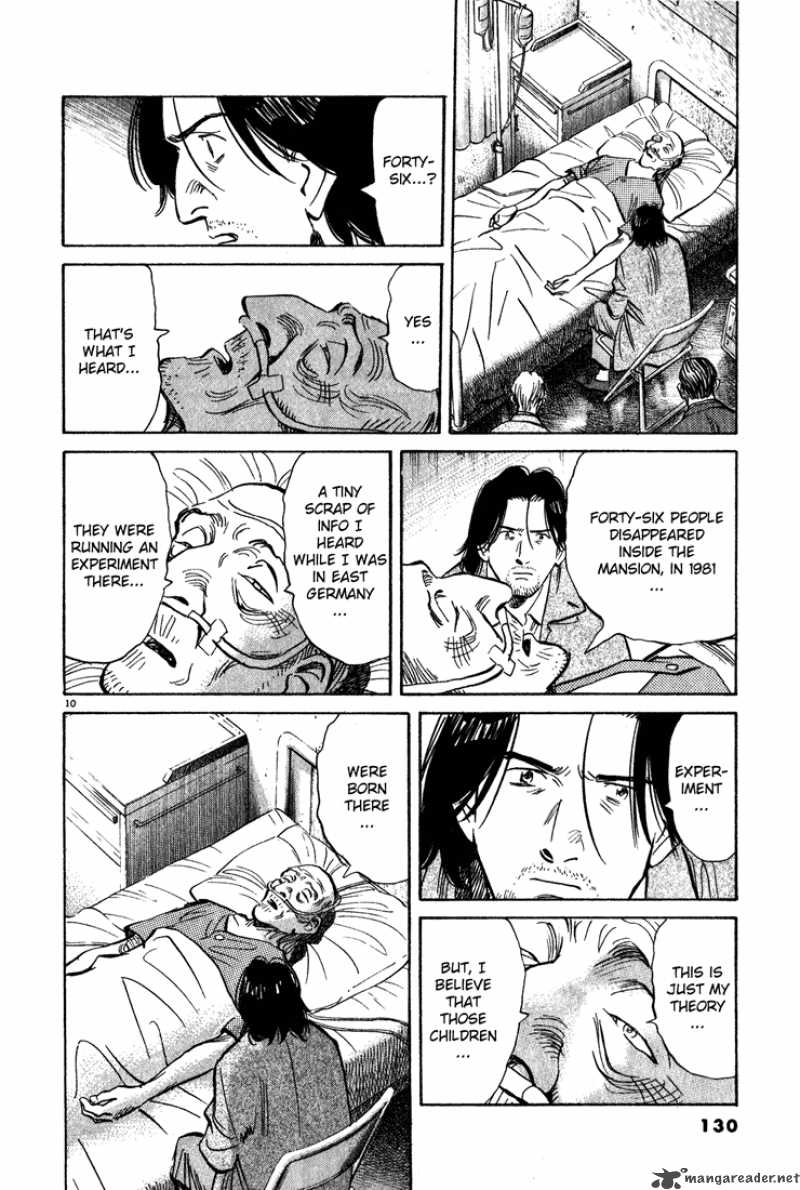 FORTY-
SIX...?
YES
...
THAT'S
WHAT I
HEARD...
FORTY-SIX PEOPLE
DISAPPEARED
INSIDE THE
MANSION, IN 1981
...
A TINY
SCRAP OF
INFO I
HEARD
WHILE I WAS
IN EAST
GERMANY
...
THEY WERE
RUNNING AN
EXPERIMENT
THERE...
10
EXPER-
IMENT
...
THIS IS
JUST MY
THEORY
...
BUT, I
BELIEVE
THAT
THOSE
CHILDREN
...
WERE
BORN
THERE
...
130
mangareader.net